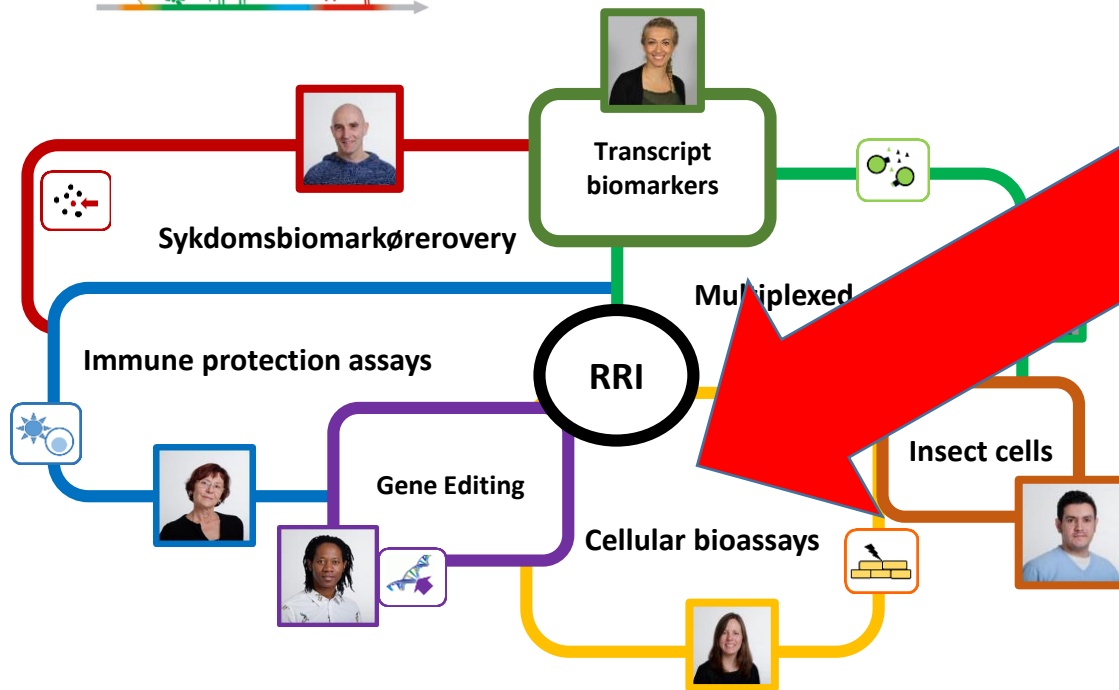 Transcript
biomarkers
Sykdomsbiomarkørerovery
Multiplexed
Immune protection assays
RRI
Insect cells
Gene Editing
Cellular bioassays